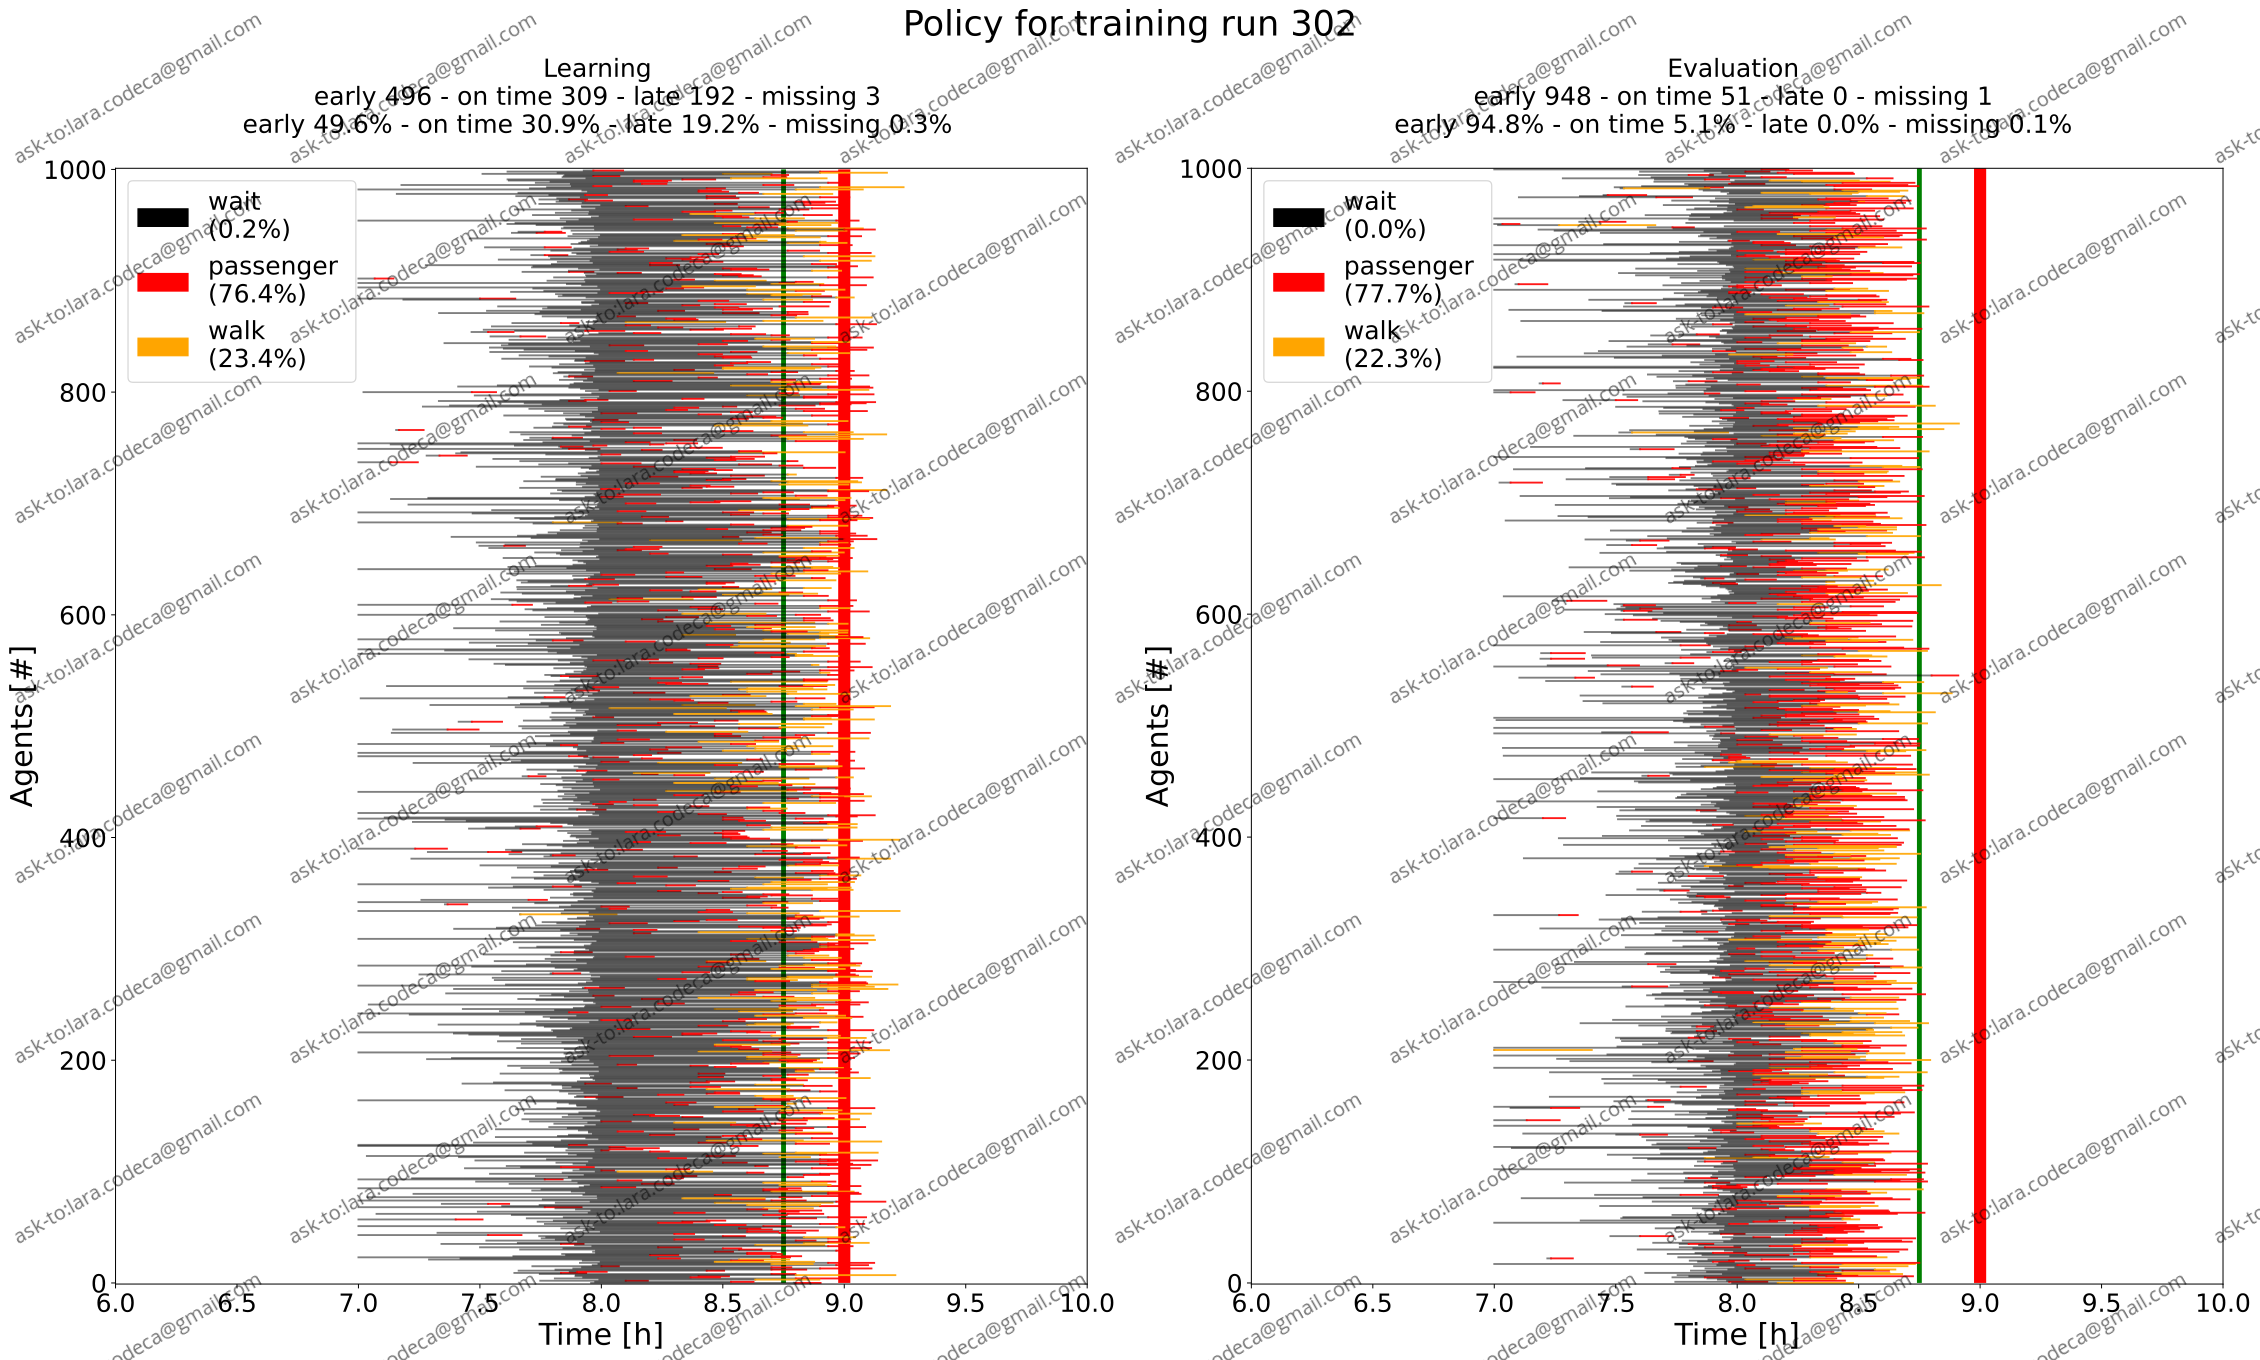 Policy for training run 302
Learning
early 496 - on time 309 - late 192 - missing 3
early 49.6% - on time 30.9% - late 19.2% - missing 0.3%
wait
(0.2%)
passenger
(76.4%)
walk
(23.4%)
Agents [#]
1000
800
600
400
200
0
6.0 6.5 7.0 7.5 8.0 8.5 9.0 9.5 10.0
Time [h]
Evaluation
early 948 - on time 51 - late 0 - missing 1
early 94.8% - on time 5.1% - late 0.0% - missing 0.1%
wait
(0.0%)
passenger
(77.7%)
walk
(22.3%)
Agents [#]
1000
800
600
400
200
0
6.0 6.5 7.0 7.5 8.0 8.5 9.0 9.5 10.0
Time [h]
ask-to:lara.codeca@gmail.com